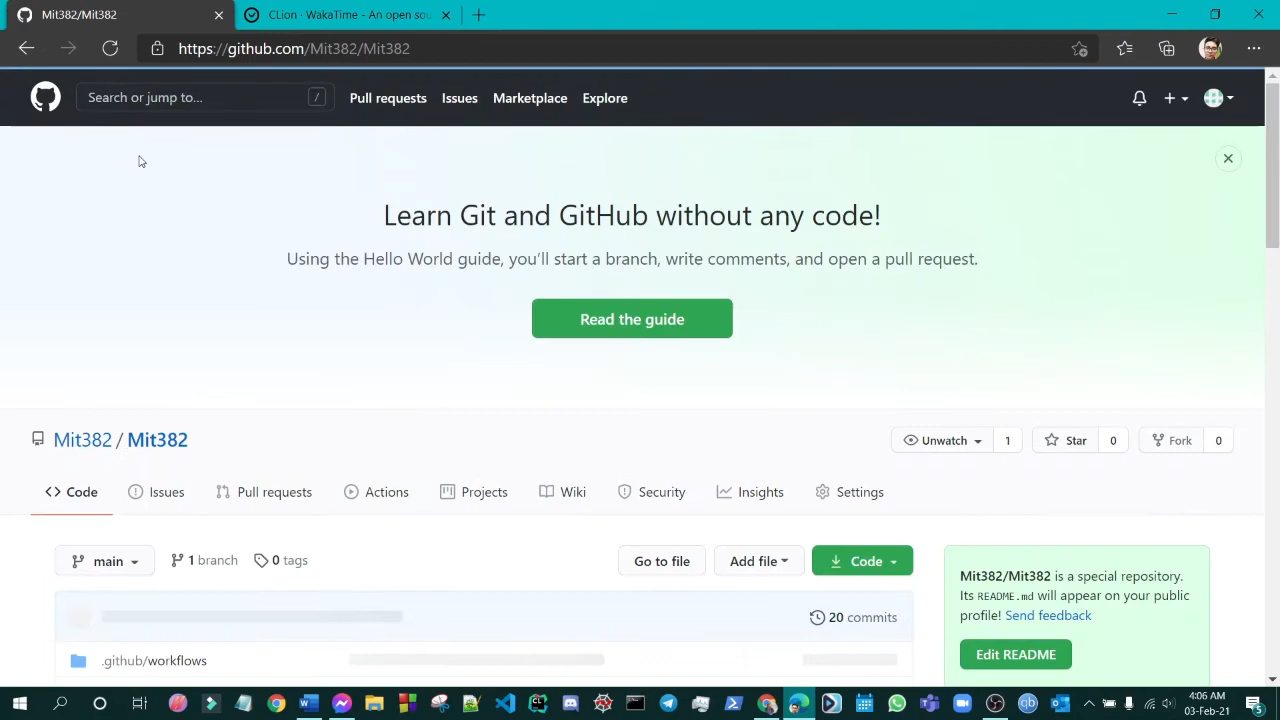 Mit382/Mit382
CLion · WakaTime - An open sou
https://github.com/Mit382/Mit382
Search or jump to...
/
Pull requests
Issues
Marketplace
Explore
Learn Git and GitHub without any code!
Using the Hello World guide, you'll start a branch, write comments, and open a pull request.
Read the guide
Mit382 / Mit382
Unwatch 1
Star 0
Fork 0
Code
Issues
Pull requests
Actions
Projects
Wiki
Security
Insights
Settings
main
1 branch
0 tags
Go to file
Add file
Code
Mit382/Mit382 is a special repository.
Its README.md will appear on your public
profile! Send feedback
Edit README
20 commits
.github/workflows
4:06 AM
03-Feb-21
5